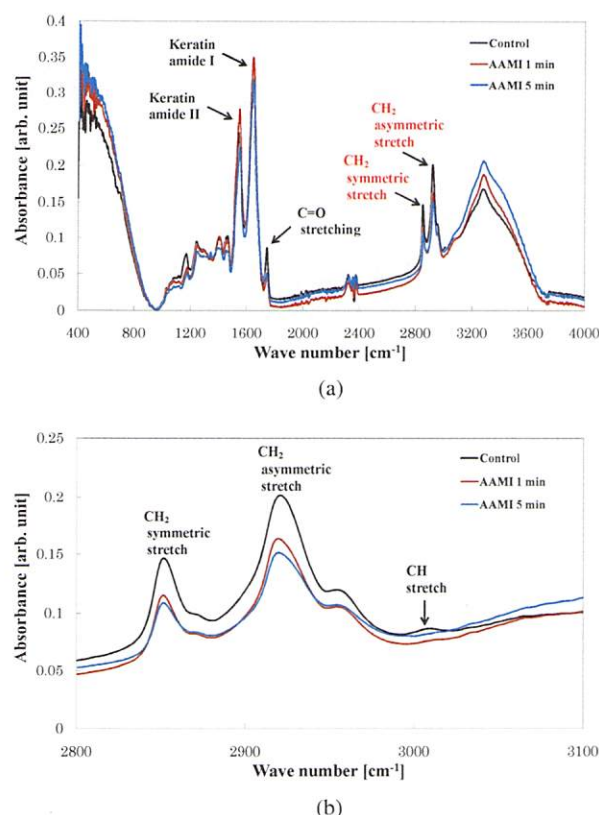 0.4
0.35
0.3
0.25
0.2
0.15
0.1
0.05
0
Absorbance [arb. unit]
Keratin
amide I
Keratin
amide II
C=O
stretching
CH₂
asymmetric
stretch
CH₂
symmetric
stretch
Control
AAMI 1 min
AAMI 5 min
400 800 1200 1600 2000 2400 2800 3200 3600 4000
Wave number [cm⁻¹]
(a)
0.25
0.2
0.15
0.1
0.05
0
Absorbance [arb. unit]
CH₂
symmetric
stretch
CH₂
asymmetric
stretch
CH
stretch
Control
AAMI 1 min
AAMI 5 min
2800 2900 3000 3100
Wave number [cm⁻¹]
(b)